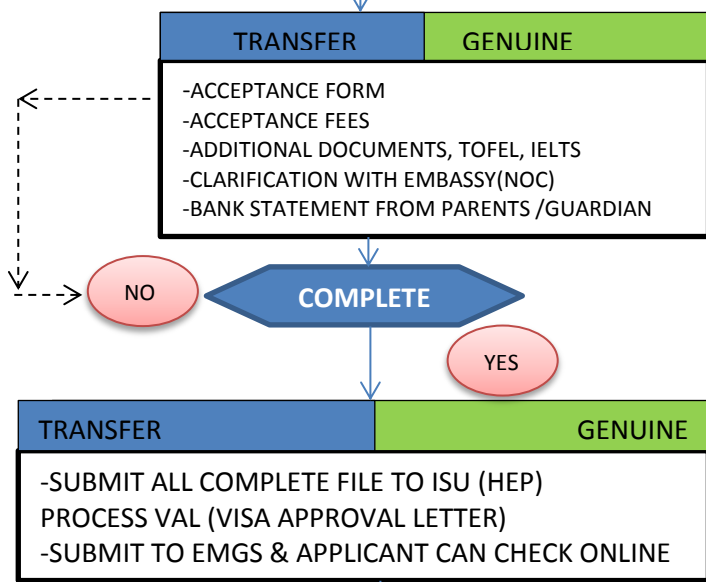 TRANSFER GENUINE
-ACCEPTANCE FORM
-ACCEPTANCE FEES
-ADDITIONAL DOCUMENTS, TOFEL, IELTS
-CLARIFICATION WITH EMBASSY(NOC)
-BANK STATEMENT FROM PARENTS /GUARDIAN
NO
COMPLETE
YES
TRANSFER GENUINE
-SUBMIT ALL COMPLETE FILE TO ISU (HEP)
PROCESS VAL (VISA APPROVAL LETTER)
-SUBMIT TO EMGS & APPLICANT CAN CHECK ONLINE